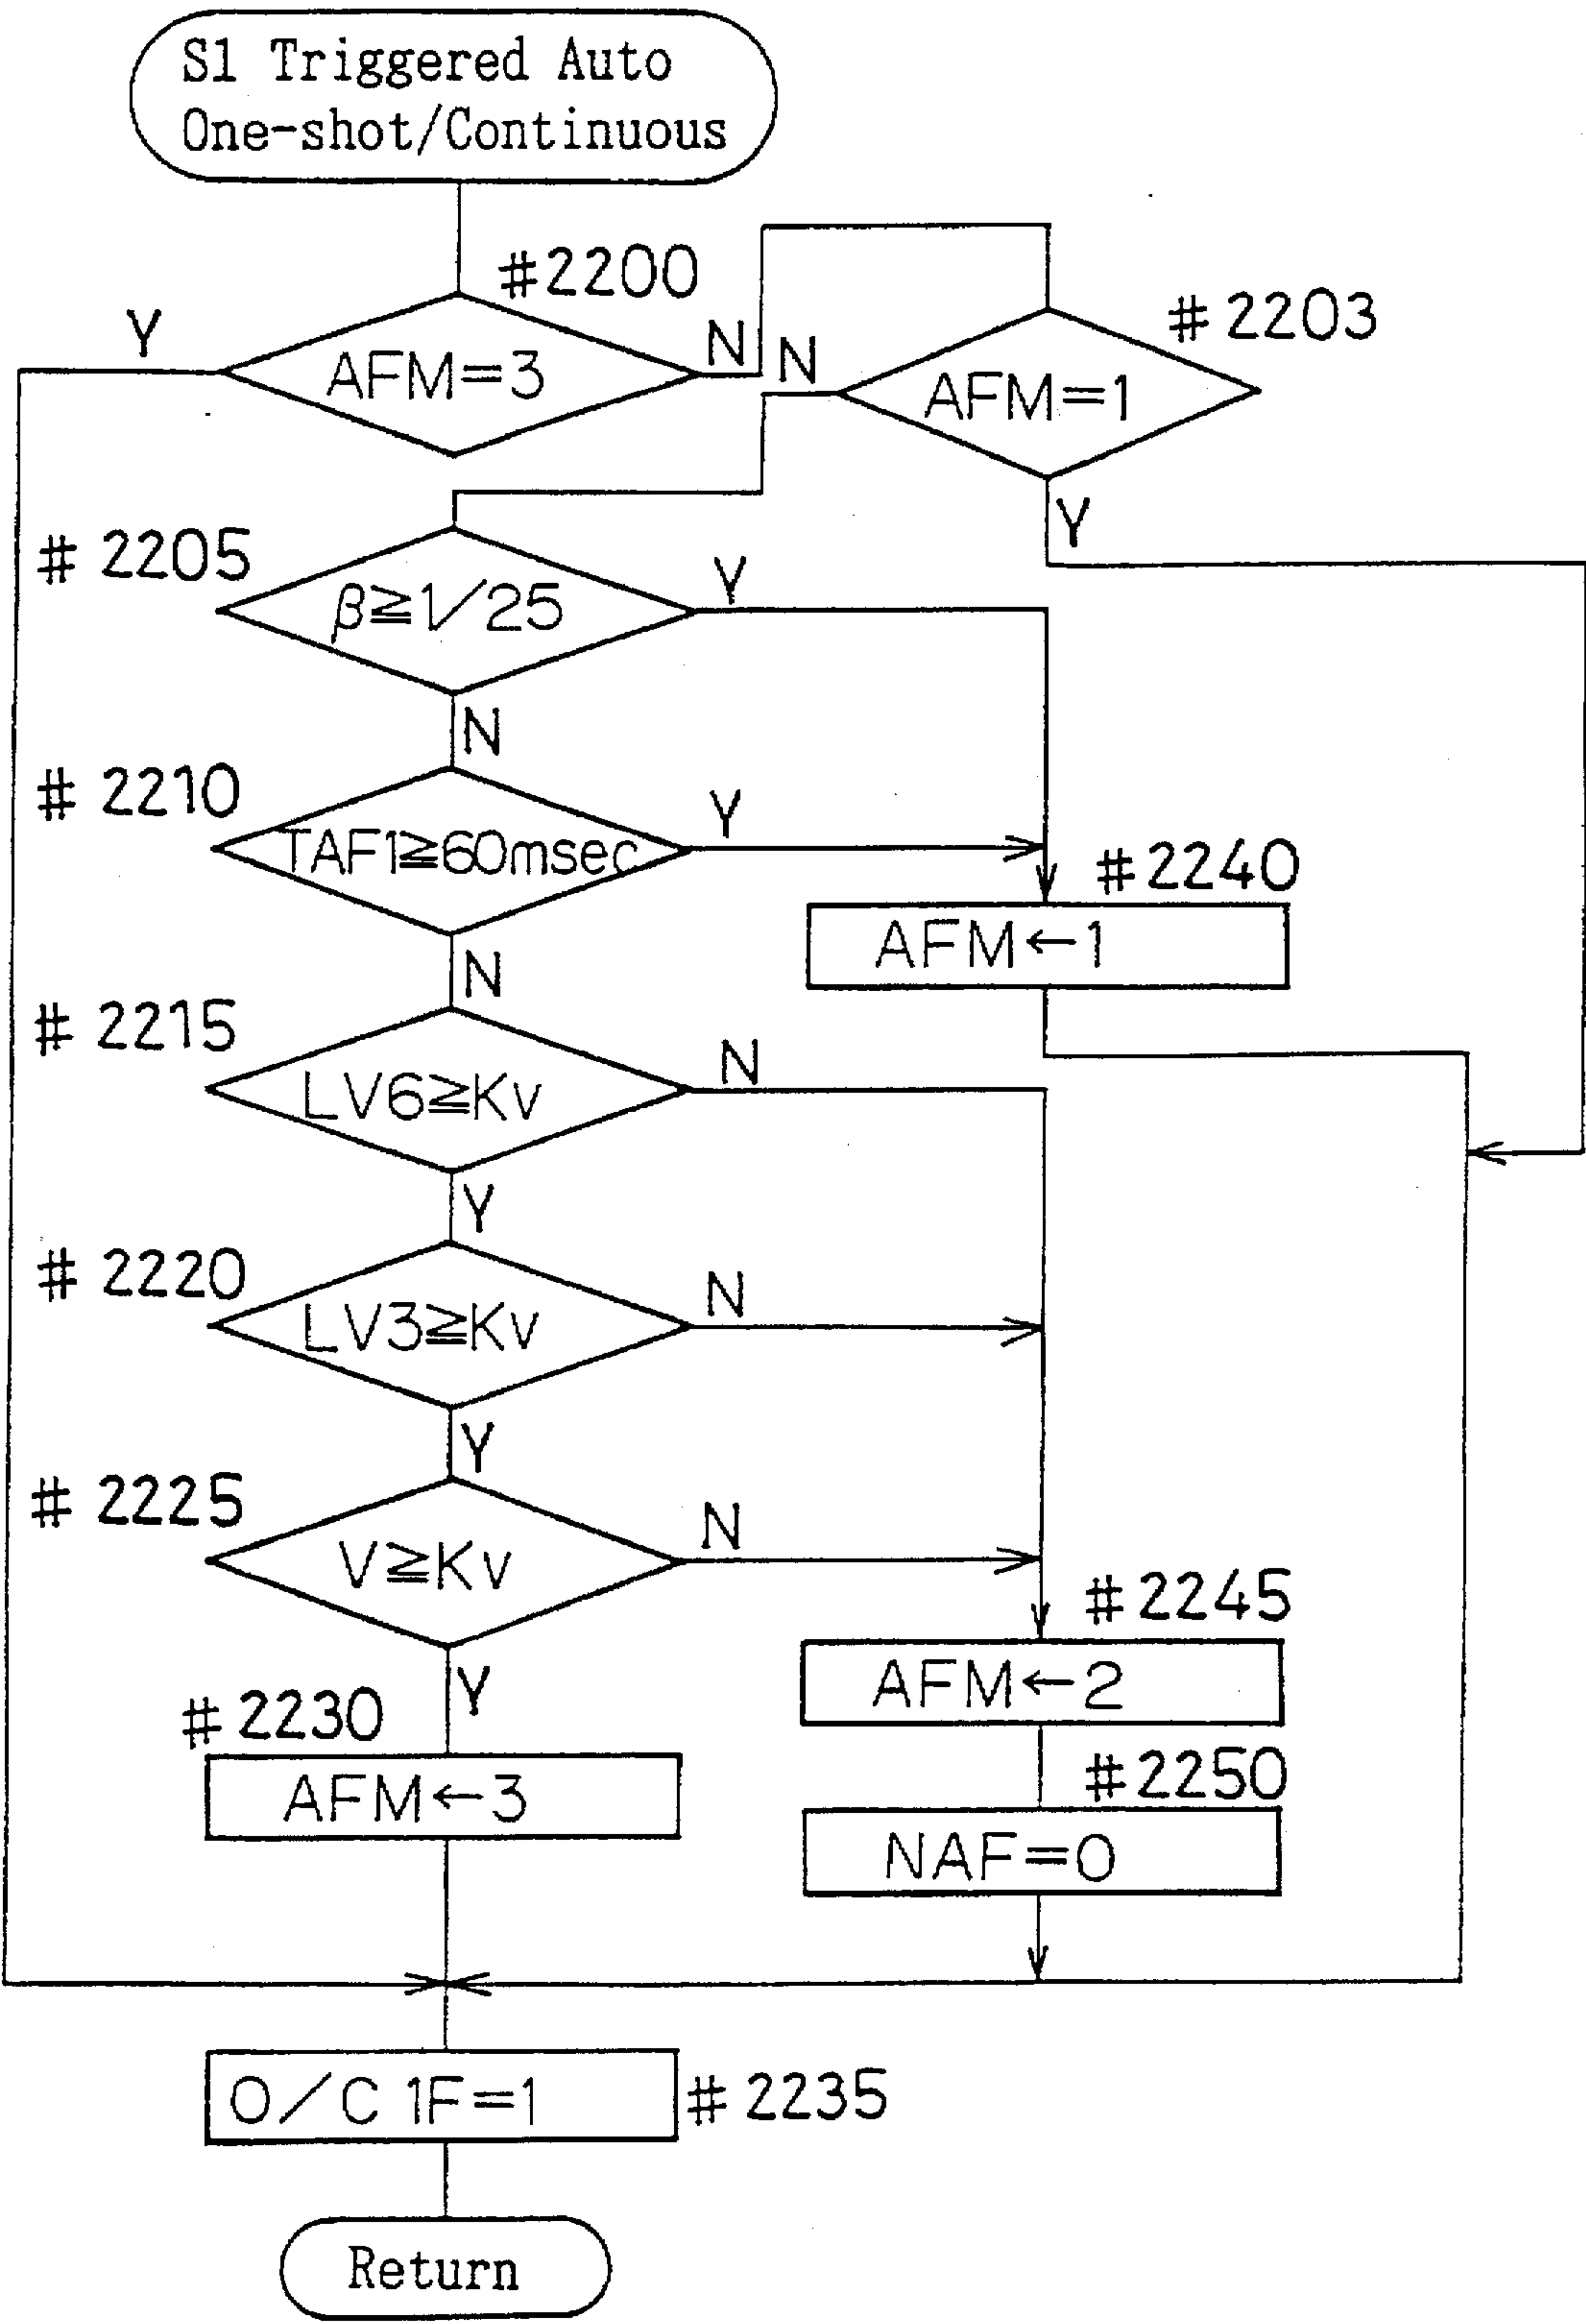 S1 Triggered Auto
One-shot/Continuous
#2200
Y
AFM=3
N
N
#2203
AFM=1
Y
#2205
β≧1/25
Y
N
#2210
TAF1≧60msec
Y
#2240
AFM←1
N
#2215
LV6≧Kv
N
Y
#2220
LV3≧Kv
N
Y
#2225
V≧Kv
N
#2245
AFM←2
Y
#2230
AFM←3
#2250
NAF=0
O/C 1F=1
#2235
Return